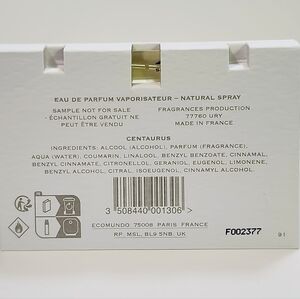 EAU DE PARFUM VAPORISATEUR – NATURAL SPRAY
SAMPLE NOT FOR SALE
- ÉCHANTILLON GRATUIT NE
PEUT ÊTRE VENDU
FRAGRANCES PRODUCTION
77760 URY
MADE IN FRANCE
CENTAURUS
INGREDIENTS: ALCOOL (ALCOHOL), PARFUM (FRAGRANCE),
AQUA (WATER), COUMARIN, LINALOOL, BENZYL BENZOATE, CINNAMAL,
BENZYL CINNAMATE, CITRONELLOL, GERANIOL, EUGENOL, LIMONENE,
BENZYL ALCOHOL, CITRAL, ISOEUGENOL, CINNAMYL ALCOHOL
3 508440 001306 >
ECOMUNDO 75008 PARIS FRANCE
RP: MSL, BL9 5NB, UK
F002377
91